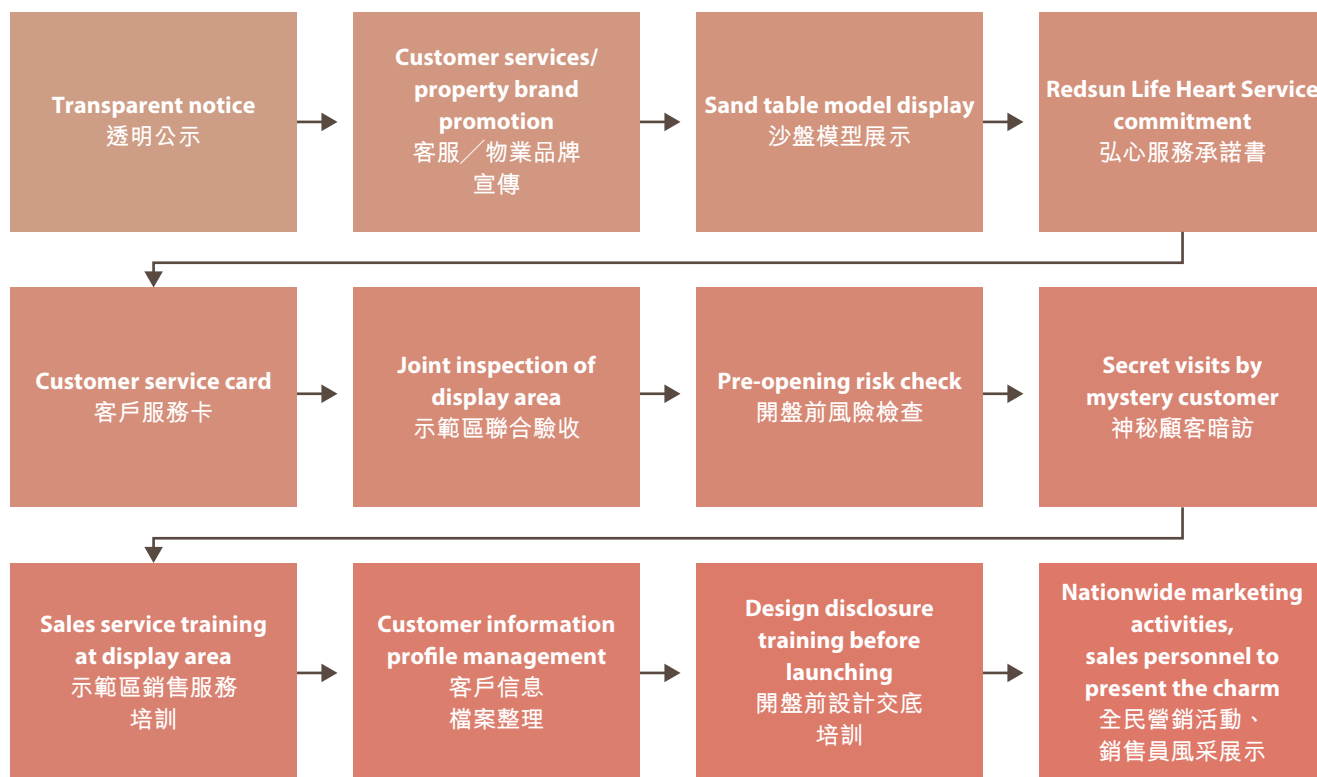 Transparent notice
透明公示
Customer services/
property brand
promotion
客服╱物業品牌
宣傳
Sand table model display
沙盤模型展示
Redsun Life Heart Service
commitment
弘心服務承諾書
Customer service card
客戶服務卡
Joint inspection of
display area
示範區聯合驗收
Pre-opening risk check
開盤前風險檢查
Secret visits by
mystery customer
神秘顧客暗訪
Sales service training
at display area
示範區銷售服務
培訓
Customer information
profile management
客戶信息
檔案整理
Design disclosure
training before
launching
開盤前設計交底
培訓
Nationwide marketing
activities,
sales personnel to
present the charm
全民營銷活動、
銷售員風采展示